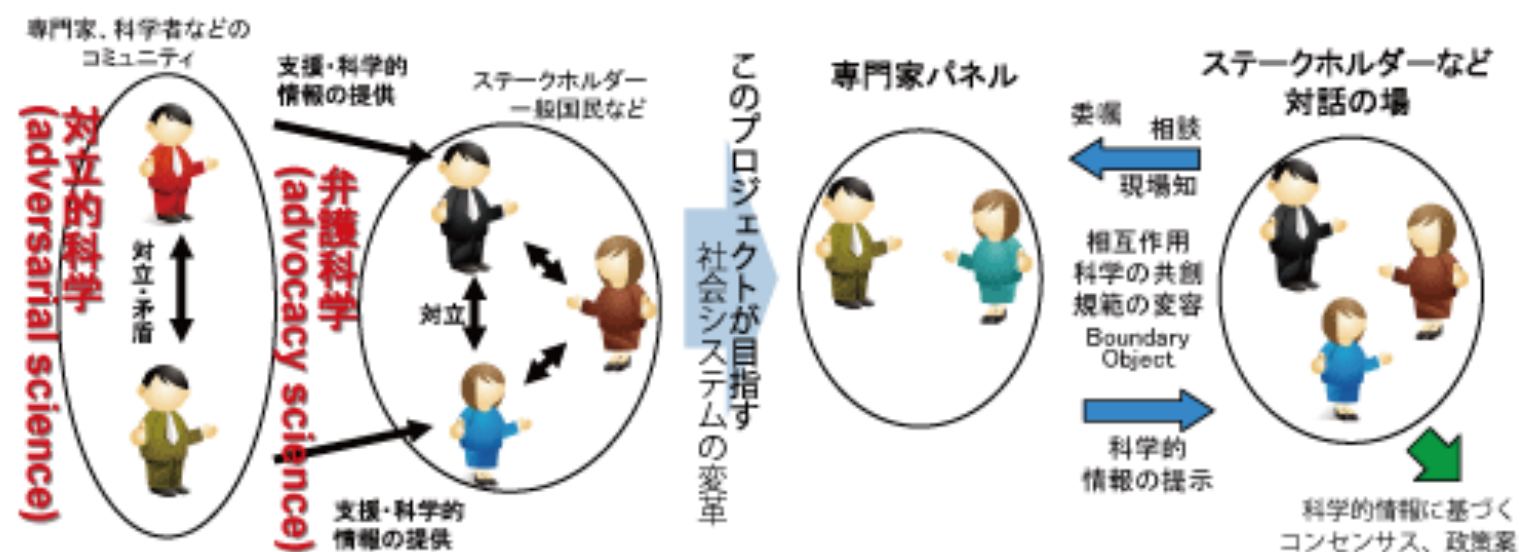 専門家、科学者などの
コミュニティ
対立的科学
(adversarial science)
対立・矛盾
支援・科学的
情報の提供
弁護科学
(advocacy science)
ステークホルダー
一般国民など
対立
支援・科学的
情報の提供
このプロジェクトが目指す
社会システムの変革
専門家パネル
委嘱
相談
現場知
相互作用
科学の共創
規範の変容
Boundary
Object
科学的
情報の提示
ステークホルダーなど
対話の場
科学的情報に基づく
コンセンサス、政策案